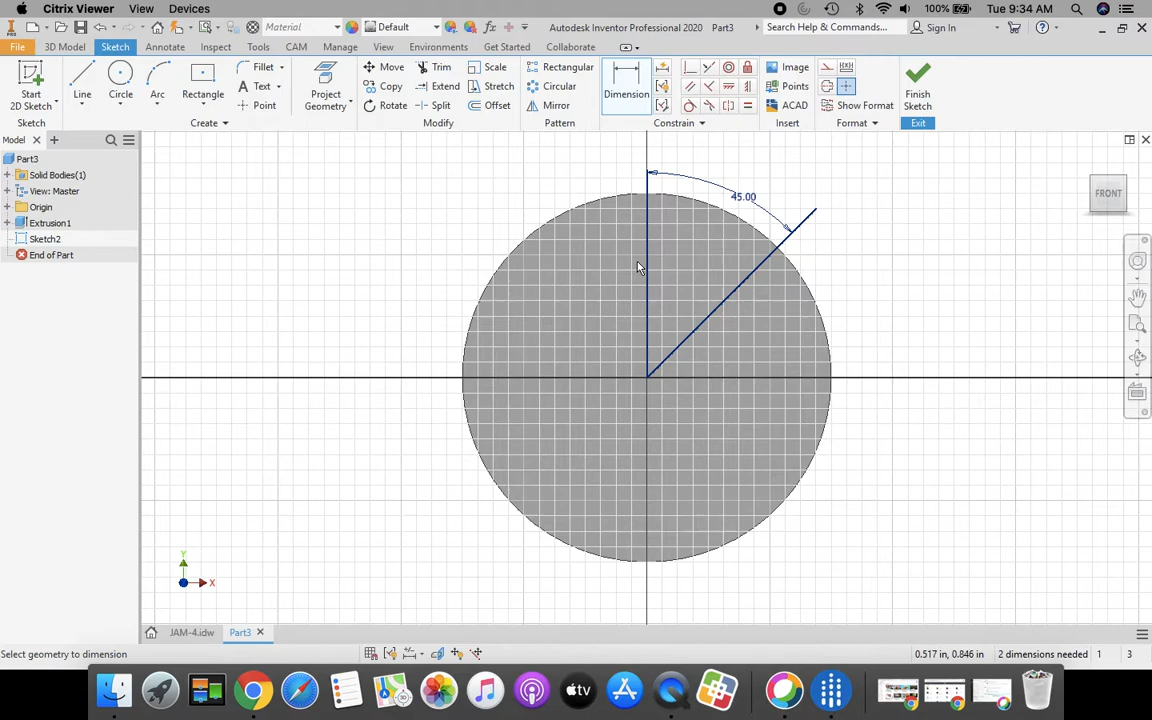 Citrix Viewer View Devices 100% Tue 9:34 AM
PRO Material Default fx Autodesk Inventor Professional 2020 Part3 Search Help & Commands... Sign In
File 3D Model Sketch Annotate Inspect Tools CAM Manage View Environments Get Started Collaborate
Start 2D Sketch
Line
Circle
Arc
Rectangle
Fillet
Text
Point
Project Geometry
Move Trim Scale
Copy Extend Stretch
Rotate Split Offset
Rectangular
Circular
Mirror
Dimension
Image
Points
ACAD
Show Format
Finish Sketch
Sketch Create Modify Pattern Constrain Insert Format Exit
Model
Part3
Solid Bodies(1)
View: Master
Origin
Extrusion1
Sketch2
End of Part
45.00
FRONT
Y
X
JAM-4.idw Part3
Select geometry to dimension 0.517 in, 0.846 in 2 dimensions needed 1 3
tv